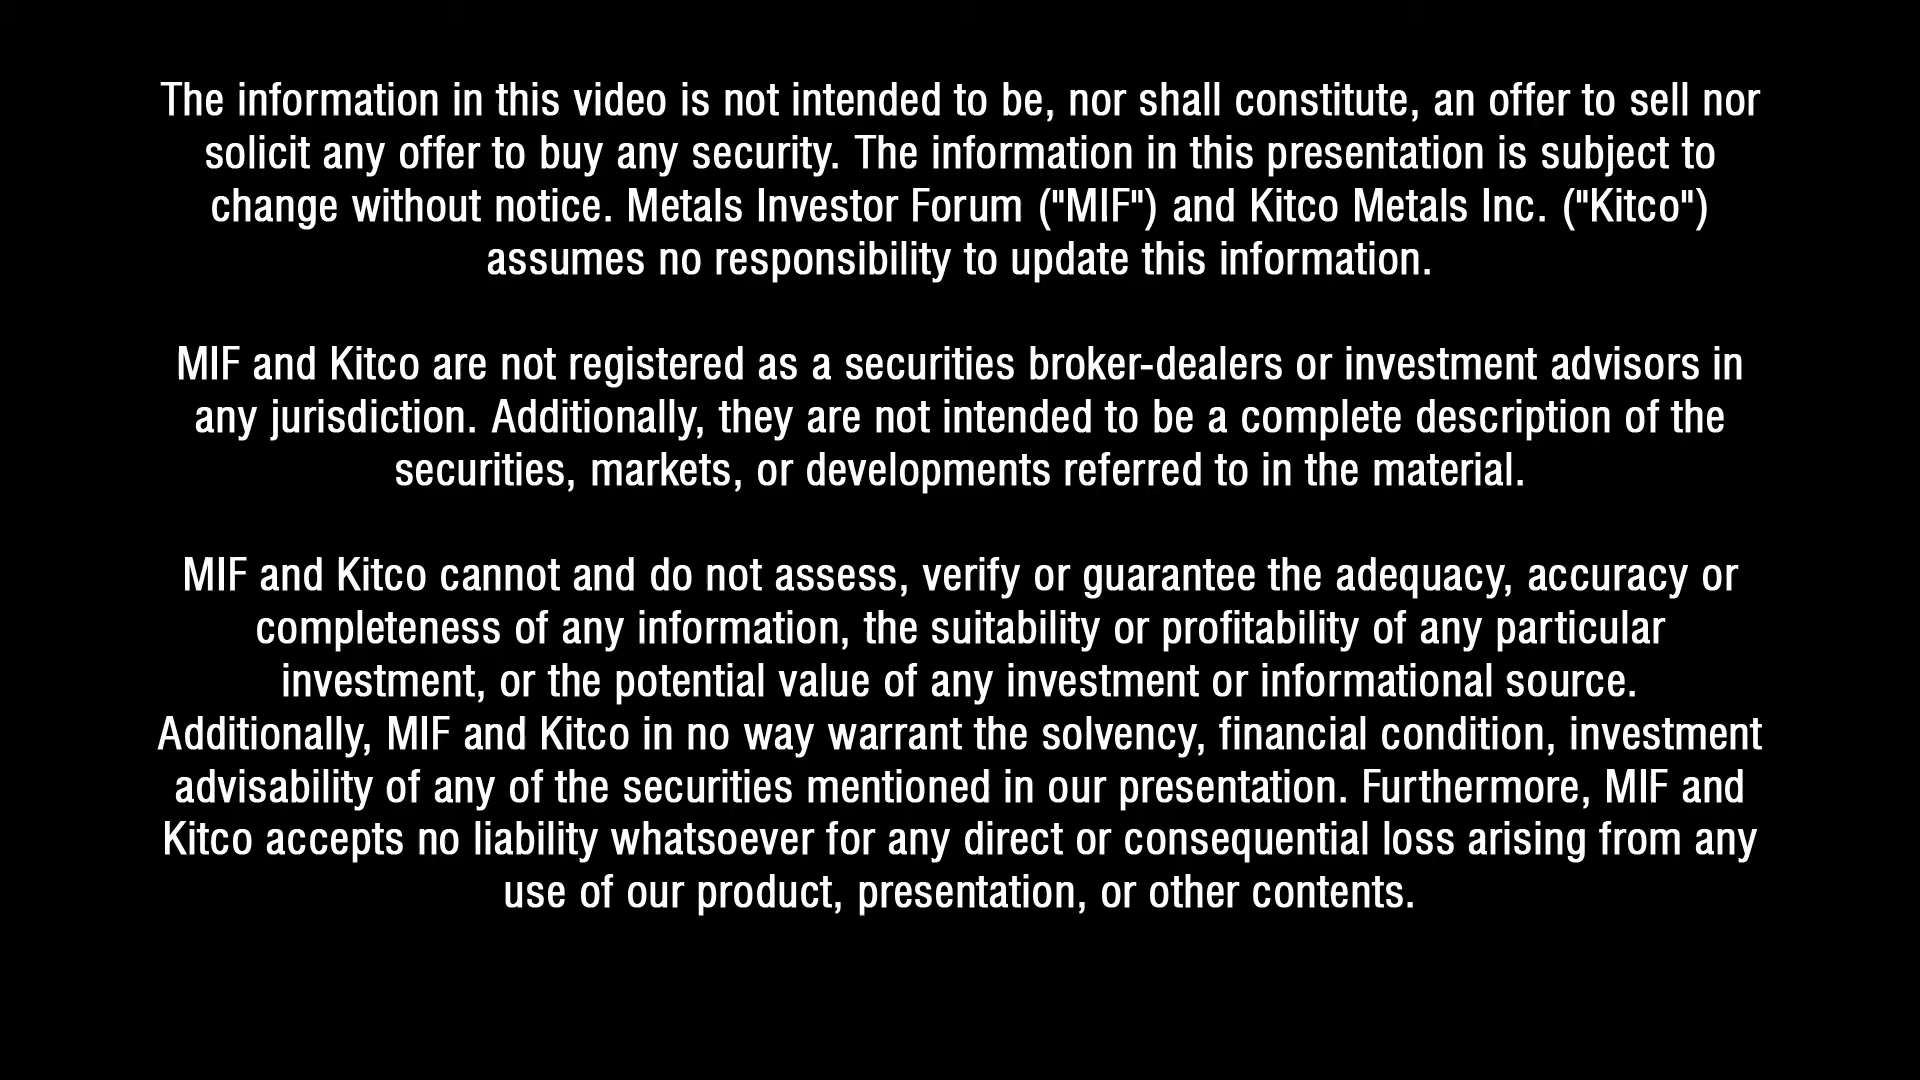 The information in this video is not intended to be, nor shall constitute, an offer to sell nor
solicit any offer to buy any security. The information in this presentation is subject to
change without notice. Metals Investor Forum ("MIF") and Kitco Metals Inc. ("Kitco")
assumes no responsibility to update this information.
MIF and Kitco are not registered as a securities broker-dealers or investment advisors in
any jurisdiction. Additionally, they are not intended to be a complete description of the
securities, markets, or developments referred to in the material.
MIF and Kitco cannot and do not assess, verify or guarantee the adequacy, accuracy or
completeness of any information, the suitability or profitability of any particular
investment, or the potential value of any investment or informational source.
Additionally, MIF and Kitco in no way warrant the solvency, financial condition, investment
advisability of any of the securities mentioned in our presentation. Furthermore, MIF and
Kitco accepts no liability whatsoever for any direct or consequential loss arising from any
use of our product, presentation, or other contents.